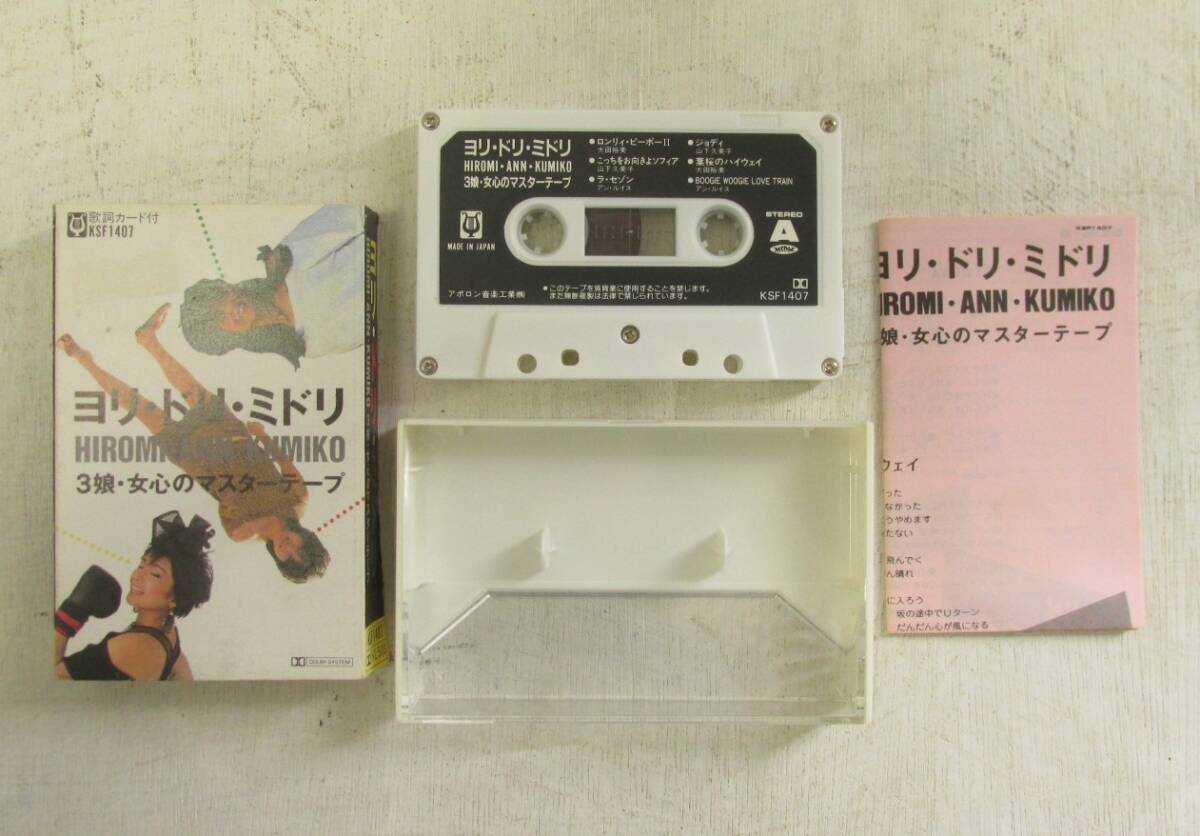 歌詞カード付
KSF1407
ヨリ・ドリ・ミドリ
HIROMI・ANN・KUMIKO
3娘・女心のマスターテープ
DOLBY SYSTEM
ヨリ・ドリ・ミドリ
HIROMI・ANN・KUMIKO
3娘・女心のマスターテープ
●ロンリィ・ピーポーII
太田裕美
●こっちをお向きよソフィア
山下久美子
●ラ・セゾン
アン・ルイス
●ジョディ
山下久美子
●葉桜のハイウェイ
太田裕美
●BOOGIE WOOGIE LOVE TRAIN
アン・ルイス
MADE IN JAPAN
STEREO
A
アポロン音楽工業㈱
●このテープを賃貸業に使用することを禁じます。
また無断複製は法律で禁じられています。
KSF1407
KSF1407
ヨリ・ドリ・ミドリ
HIROMI・ANN・KUMIKO
娘・女心のマスターテープ
ウェイ
った
なかった
うやめます
たない
飛んでく
ん晴れ
に入ろう
坂の途中でUターン
だんだん心が風になる